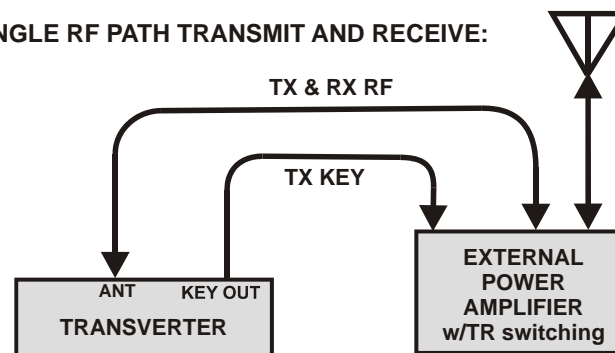 NGLE RF PATH TRANSMIT AND RECEIVE:
TX & RX RF
TX KEY
ANT KEY OUT
TRANSVERTER
EXTERNAL
POWER
AMPLIFIER
w/TR switching